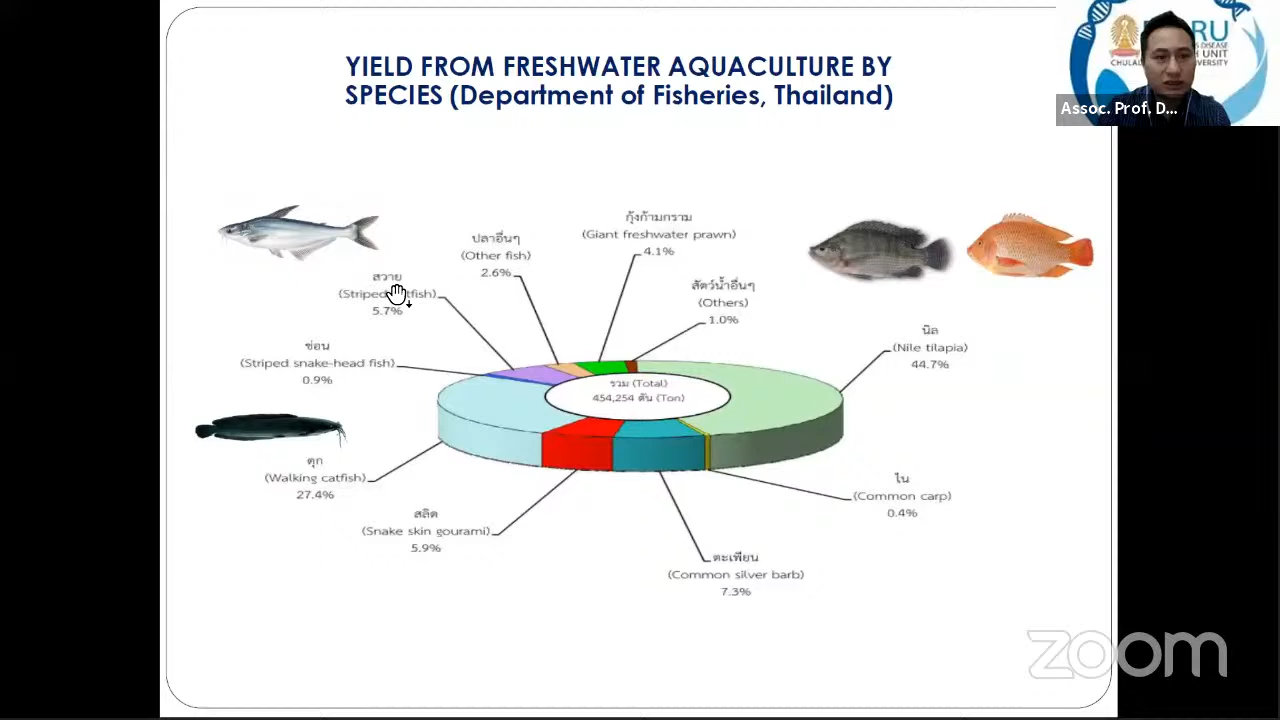 YIELD FROM FRESHWATER AQUACULTURE BY
SPECIES (Department of Fisheries, Thailand)
RU
DISEASE
UNIT
CHULA
VERSITY
Assoc. Prof. D...
กุ้งก้ามกราม
(Giant freshwater prawn)
4.1%
ปลาอื่นๆ
(Other fish)
2.6%
สวาย
(Striped
5.7%
สัตว์น้ำอื่นๆ
(Others)
1.0%
นิล
(Nile tilapia)
44.7%
ช่อน
(Striped snake-head fish)
0.9%
รวม (Total)
454,254 ตัน (Ton)
ดุก
(Walking catfish)
27.4%
ไน
(Common carp)
0.4%
สลิด
(Snake skin gourami)
5.9%
ตะเพียน
(Common silver barb)
7.3%
zoom